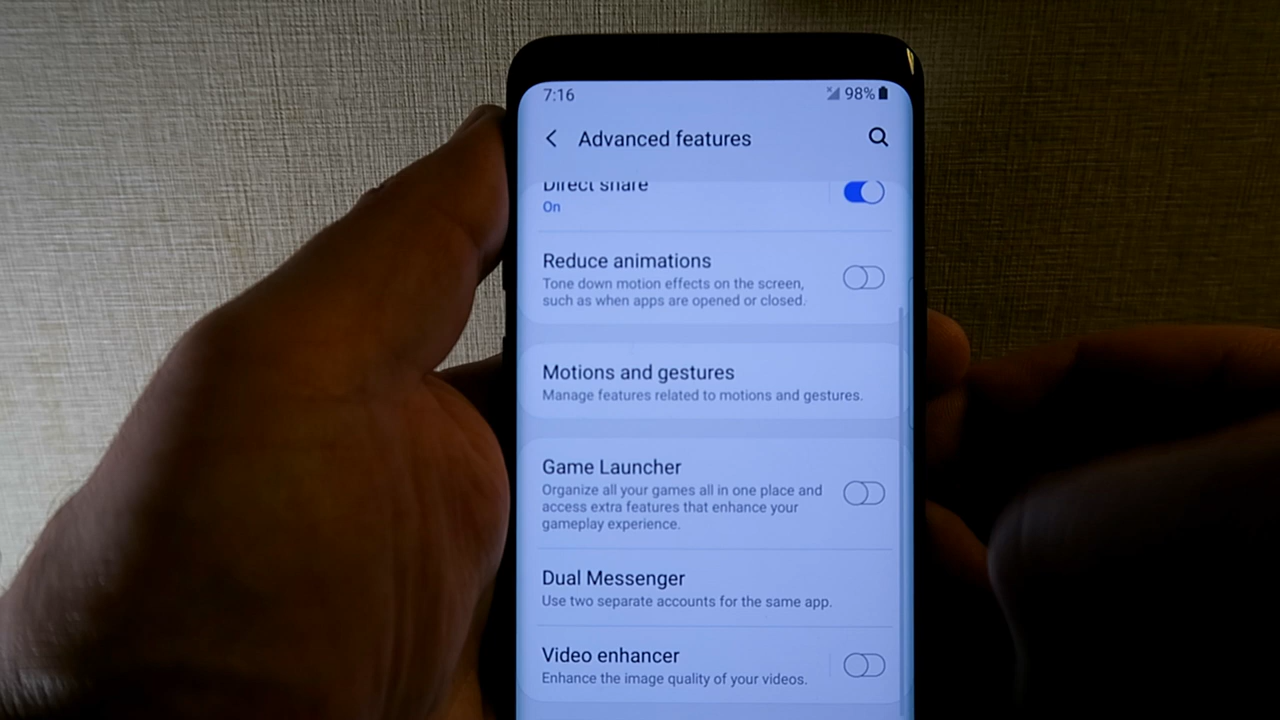 7:16 98%
Advanced features
Direct share
On
Reduce animations
Tone down motion effects on the screen,
such as when apps are opened or closed.
Motions and gestures
Manage features related to motions and gestures.
Game Launcher
Organize all your games all in one place and
access extra features that enhance your
gameplay experience.
Dual Messenger
Use two separate accounts for the same app.
Video enhancer
Enhance the image quality of your videos.